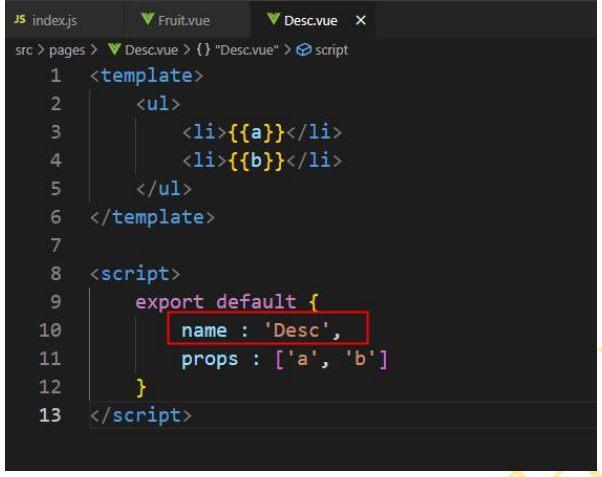 JS index.js Fruit.vue Desc.vue ×
src > pages > Desc.vue > {} "Desc.vue" > script
1 <template>
2     <ul>
3         <li>{{a}}</li>
4         <li>{{b}}</li>
5     </ul>
6 </template>
7
8 <script>
9     export default {
10         name : 'Desc',
11         props : ['a', 'b']
12     }
13 </script>